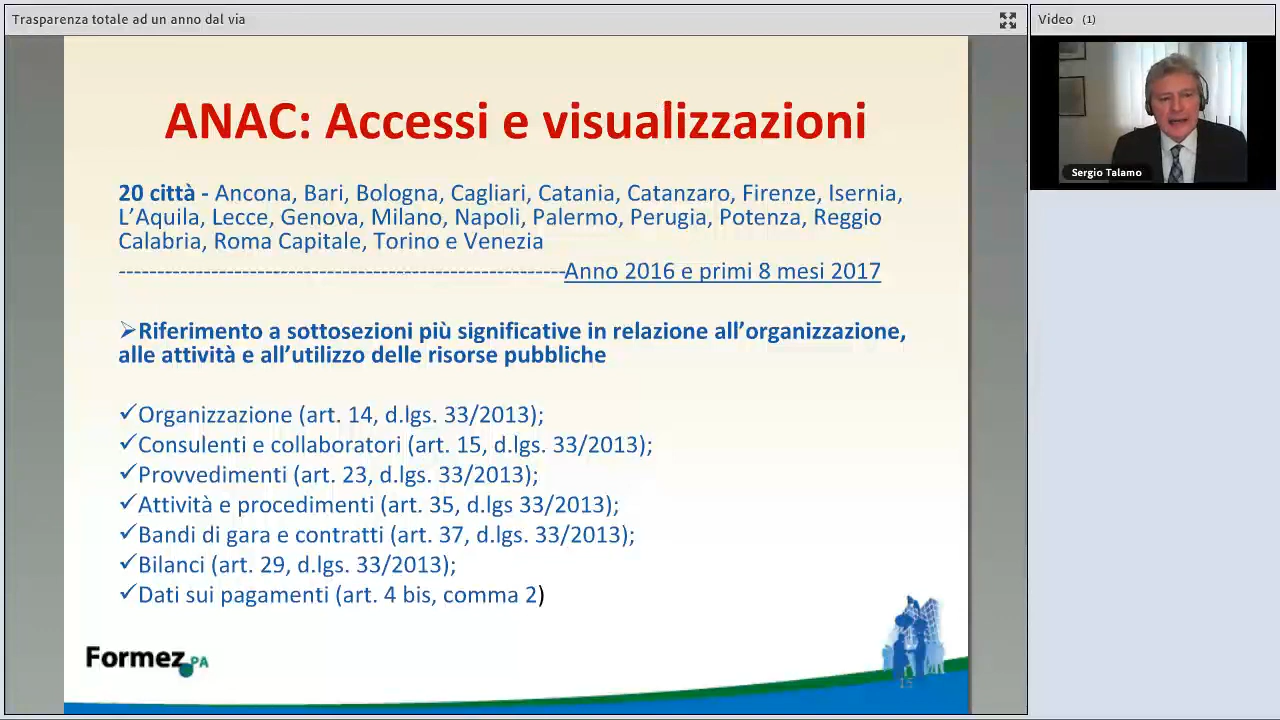 Trasparenza totale ad un anno dal via
Video (1)
Sergio Talamo
ANAC: Accessi e visualizzazioni
20 città - Ancona, Bari, Bologna, Cagliari, Catania, Catanzaro, Firenze, Isernia,
L’Aquila, Lecce, Genova, Milano, Napoli, Palermo, Perugia, Potenza, Reggio
Calabria, Roma Capitale, Torino e Venezia
----------------------------------------------------------Anno 2016 e primi 8 mesi 2017
➢Riferimento a sottosezioni più significative in relazione all’organizzazione,
alle attività e all’utilizzo delle risorse pubbliche
✓Organizzazione (art. 14, d.lgs. 33/2013);
✓Consulenti e collaboratori (art. 15, d.lgs. 33/2013);
✓Provvedimenti (art. 23, d.lgs. 33/2013);
✓Attività e procedimenti (art. 35, d.lgs 33/2013);
✓Bandi di gara e contratti (art. 37, d.lgs. 33/2013);
✓Bilanci (art. 29, d.lgs. 33/2013);
✓Dati sui pagamenti (art. 4 bis, comma 2)
Formez PA
15